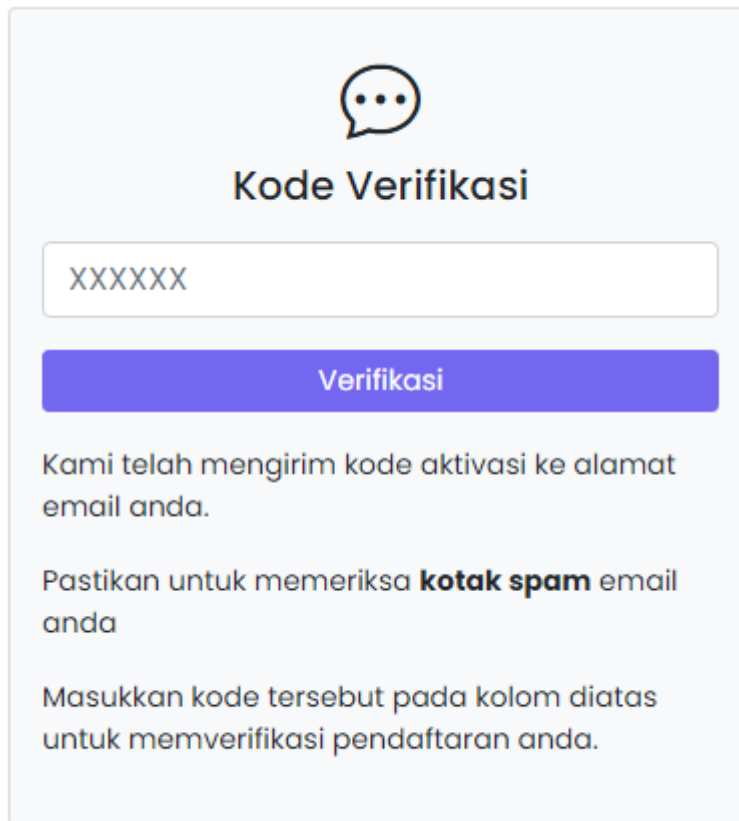 Kode Verifikasi
XXXXXX
Verifikasi
Kami telah mengirim kode aktivasi ke alamat
email anda.
Pastikan untuk memeriksa kotak spam email
anda
Masukkan kode tersebut pada kolom diatas
untuk memverifikasi pendaftaran anda.